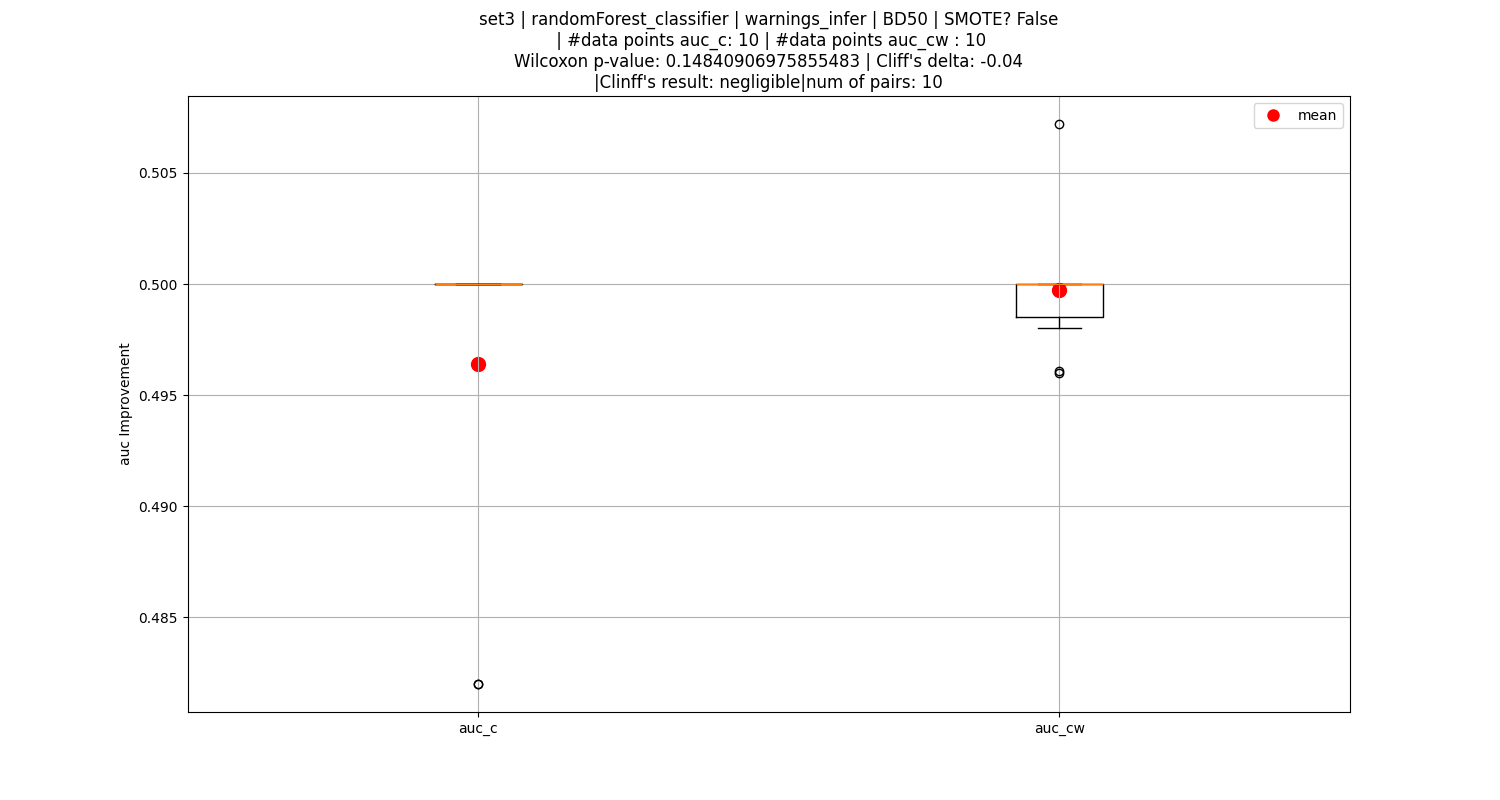 set3 | randomForest_classifier | warnings_infer | BD50 | SMOTE? False
| #data points auc_c: 10 | #data points auc_cw : 10
Wilcoxon p-value: 0.14840906975855483 | Cliff's delta: -0.04
|Clinff's result: negligible|num of pairs: 10
mean
0.505
0.500
0.495
0.490
0.485
auc Improvement
auc_c
auc_cw